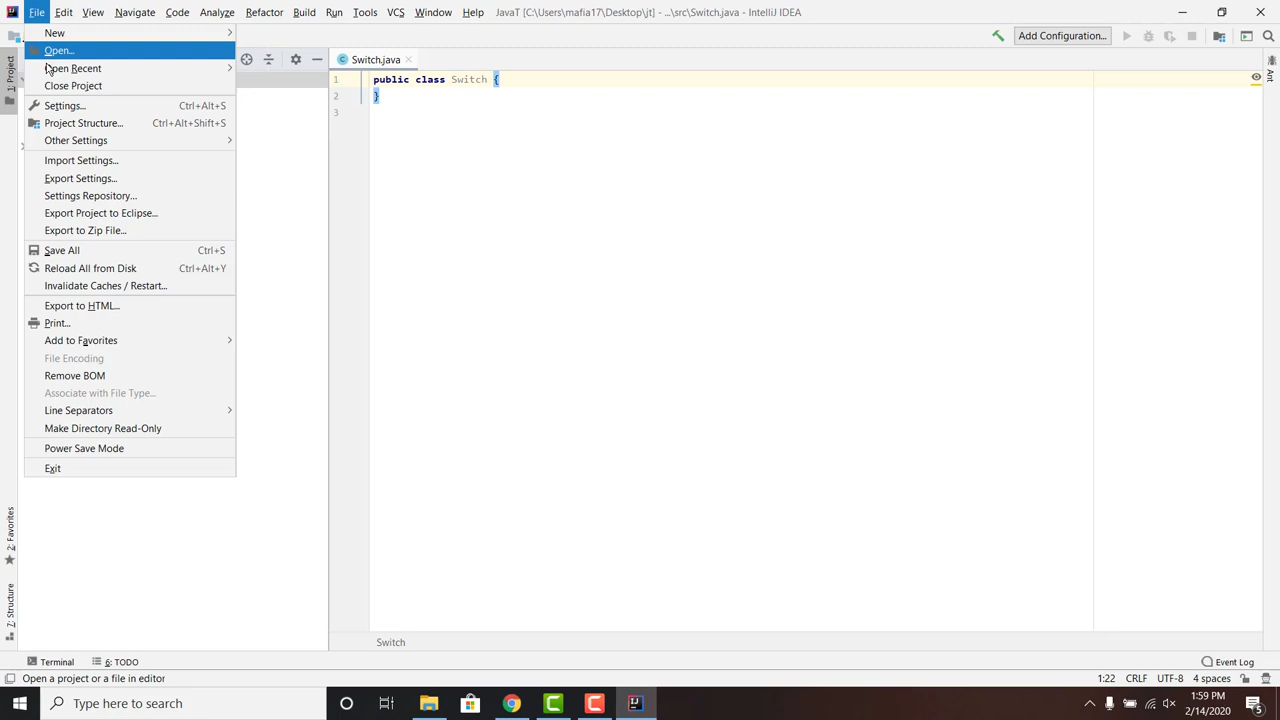 File Edit View Navigate Code Analyze Refactor Build Run Tools VCS Window Help JavaT [C:\Users\mafia17\Desktop\jt] - ...\src\Switch.java - IntelliJ IDEA
Add Configuration...
New
Open...
Open Recent
Close Project
Settings... Ctrl+Alt+S
Project Structure... Ctrl+Alt+Shift+S
Other Settings
Import Settings...
Export Settings...
Settings Repository...
Export Project to Eclipse...
Export to Zip File...
Save All Ctrl+S
Reload All from Disk Ctrl+Alt+Y
Invalidate Caches / Restart...
Export to HTML...
Print...
Add to Favorites
File Encoding
Remove BOM
Associate with File Type...
Line Separators
Make Directory Read-Only
Power Save Mode
Exit
1: Project
2: Favorites
7: Structure
Switch.java
1 public class Switch {
2 }
3
Ant
Switch
Terminal 6: TODO Event Log
Open a project or a file in editor 1:22 CRLF UTF-8 4 spaces
Type here to search
1:59 PM
2/14/2020
5